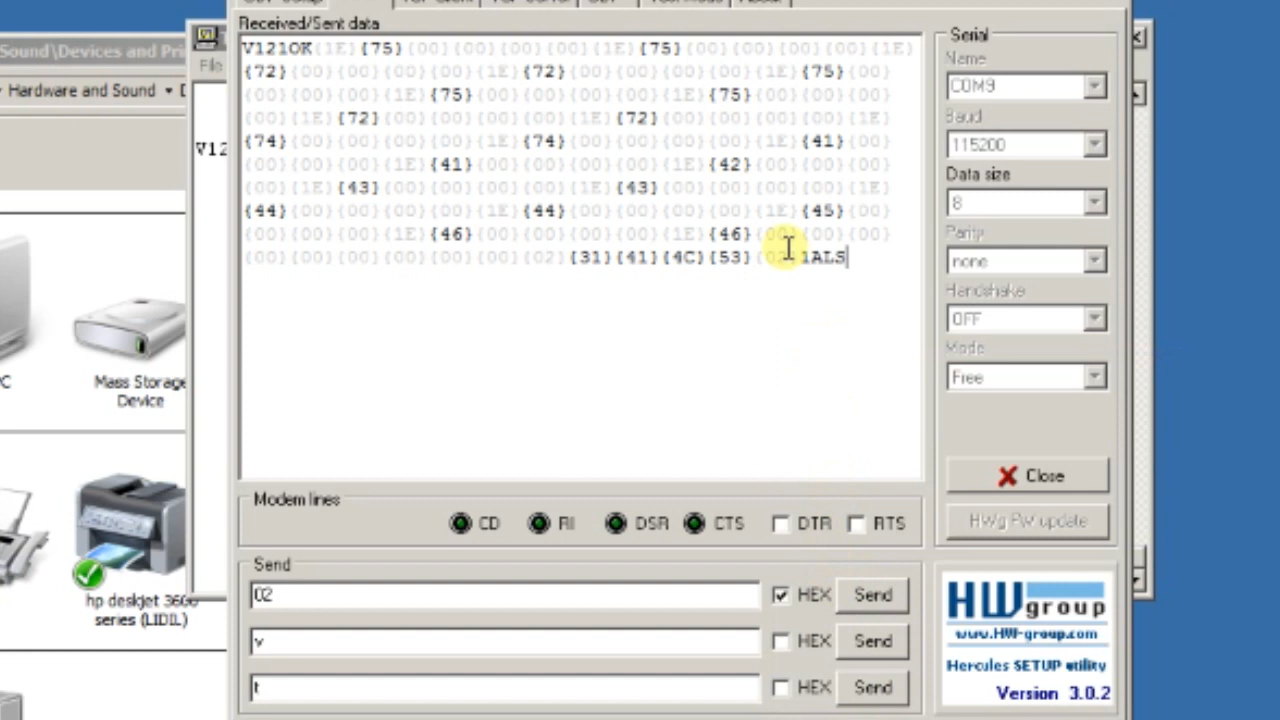 Sound\Devices and Pri
File
Hardware and Sound
V12
PC
Mass Storage
Device
hp deskjet 3600
series (LIDIL)
Received/Sent data
V121OK{1E}{75}{00}{00}{00}{00}{1E}{75}{00}{00}{00}{00}{1E}
{72}{00}{00}{00}{00}{1E}{72}{00}{00}{00}{00}{1E}{75}{00}
{00}{00}{00}{1E}{75}{00}{00}{00}{00}{1E}{75}{00}{00}{00}
{00}{1E}{72}{00}{00}{00}{00}{1E}{72}{00}{00}{00}{00}{1E}
{74}{00}{00}{00}{00}{1E}{74}{00}{00}{00}{00}{1E}{41}{00}
{00}{00}{00}{1E}{41}{00}{00}{00}{00}{1E}{42}{00}{00}{00}
{00}{1E}{43}{00}{00}{00}{00}{1E}{43}{00}{00}{00}{00}{1E}
{44}{00}{00}{00}{00}{1E}{44}{00}{00}{00}{00}{1E}{45}{00}
{00}{00}{00}{1E}{46}{00}{00}{00}{00}{1E}{46}{00}{00}{00}
{00}{00}{00}{00}{00}{00}{02}{31}{41}{4C}{53}{02}1ALS
Serial
Name
COM9
Baud
115200
Data size
8
Parity
none
Handshake
OFF
Mode
Free
Close
HWg FW update
Modem lines
CD RI DSR CTS DTR RTS
Send
02 HEX Send
v HEX Send
t HEX Send
HWgroup
www.HW-group.com
Hercules SETUP utility
Version 3.0.2